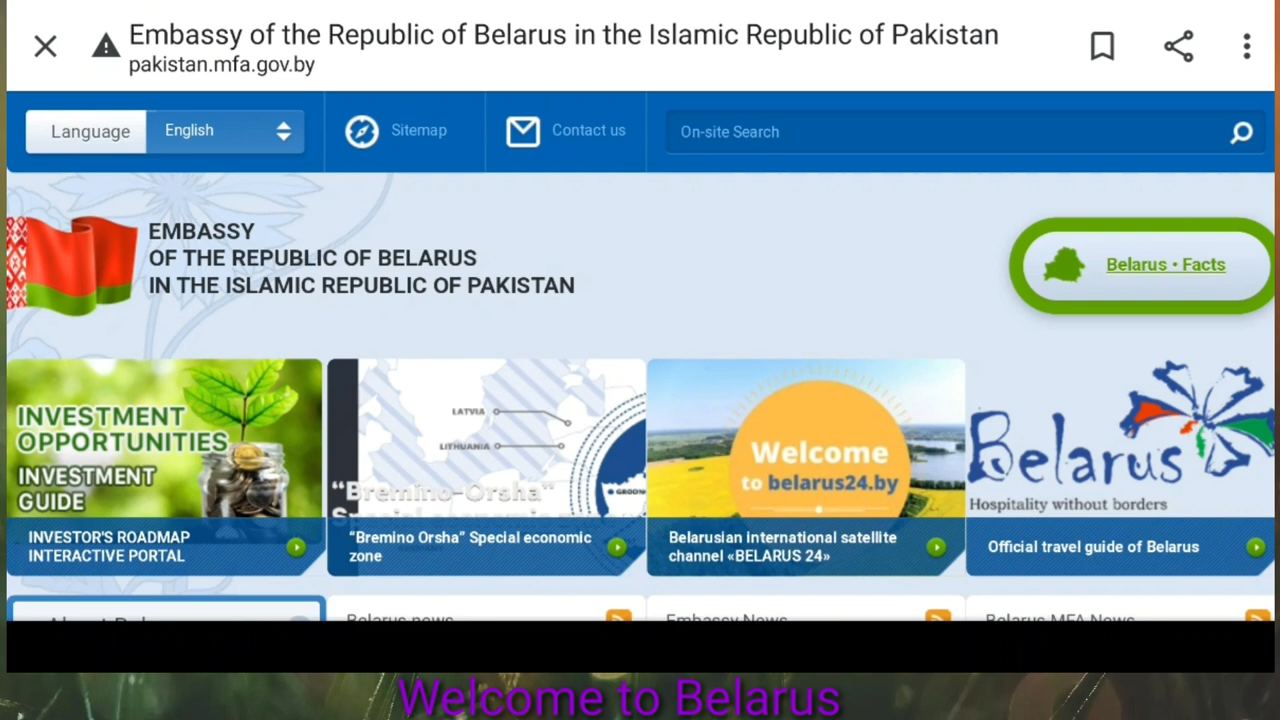 Embassy of the Republic of Belarus in the Islamic Republic of Pakistan
pakistan.mfa.gov.by
Language
English
Sitemap
Contact us
On-site Search
EMBASSY
OF THE REPUBLIC OF BELARUS
IN THE ISLAMIC REPUBLIC OF PAKISTAN
Belarus • Facts
INVESTMENT
OPPORTUNITIES
INVESTMENT
GUIDE
INVESTOR'S ROADMAP
INTERACTIVE PORTAL
LATVIA
LITHUANIA
GRODN
“Bremino-Orsha”
Special economic
“Bremino Orsha” Special economic
zone
Welcome
to belarus24.by
Belarusian international satellite
channel «BELARUS 24»
Belarus
Hospitality without borders
Official travel guide of Belarus
Belarus news
Embassy News
Belarus MFA News
Welcome to Belarus